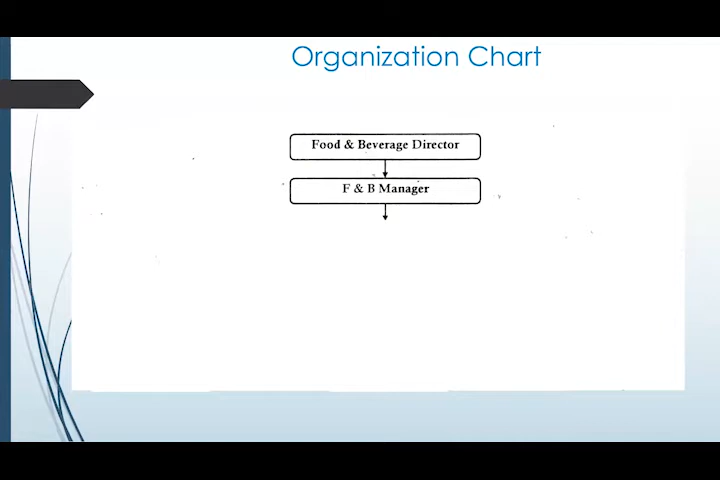 Organization Chart
Food & Beverage Director
F & B Manager